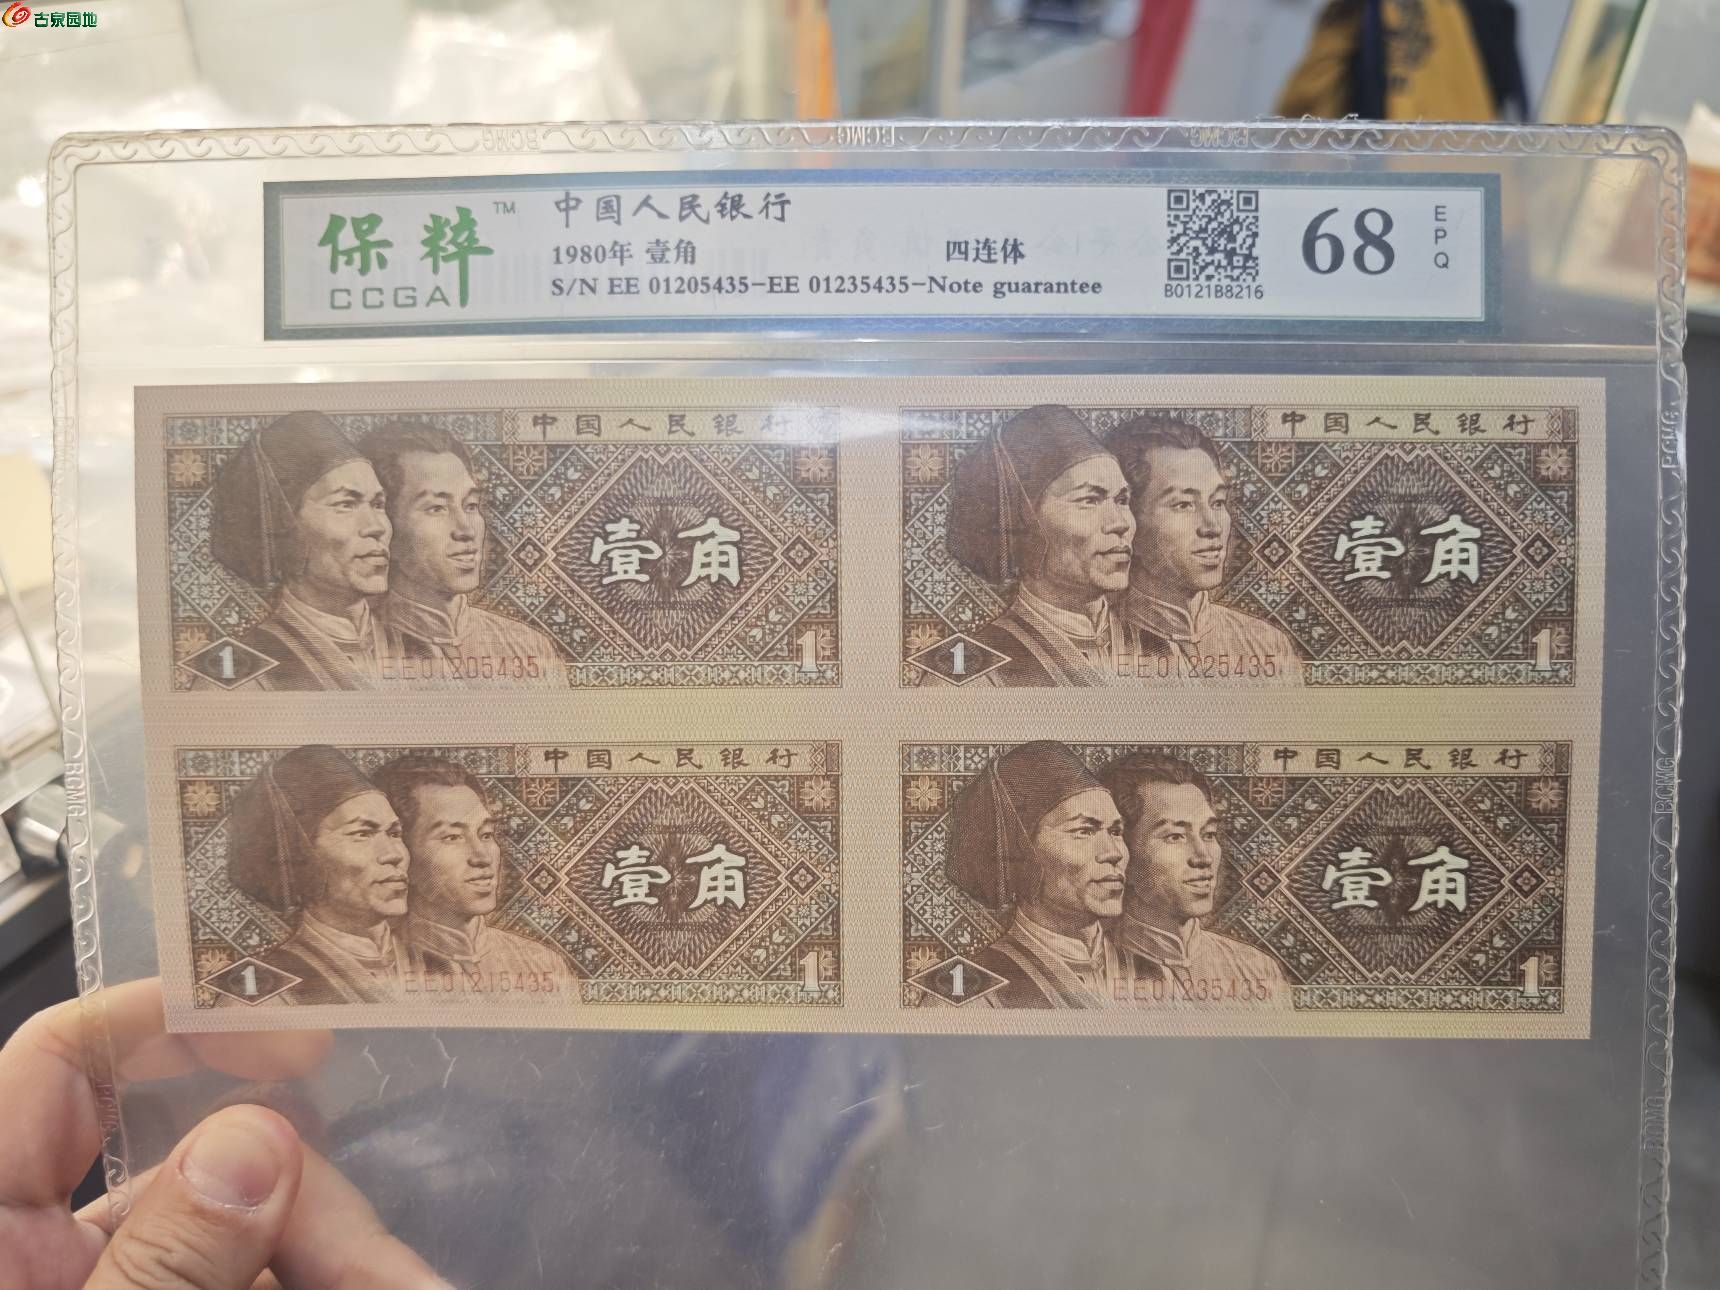 古泉园地
保粹 TM
CCGA
中国人民银行
1980年 壹角 四连体
S/N EE 01205435-EE 01235435-Note guarantee
B0121B8216
68
EPQ
中国人民银行
壹角
1 EE01205435 1
中国人民银行
壹角
1 EE01225435 1
中国人民银行
壹角
1 EE01215435 1
中国人民银行
壹角
1 EE01235435 1